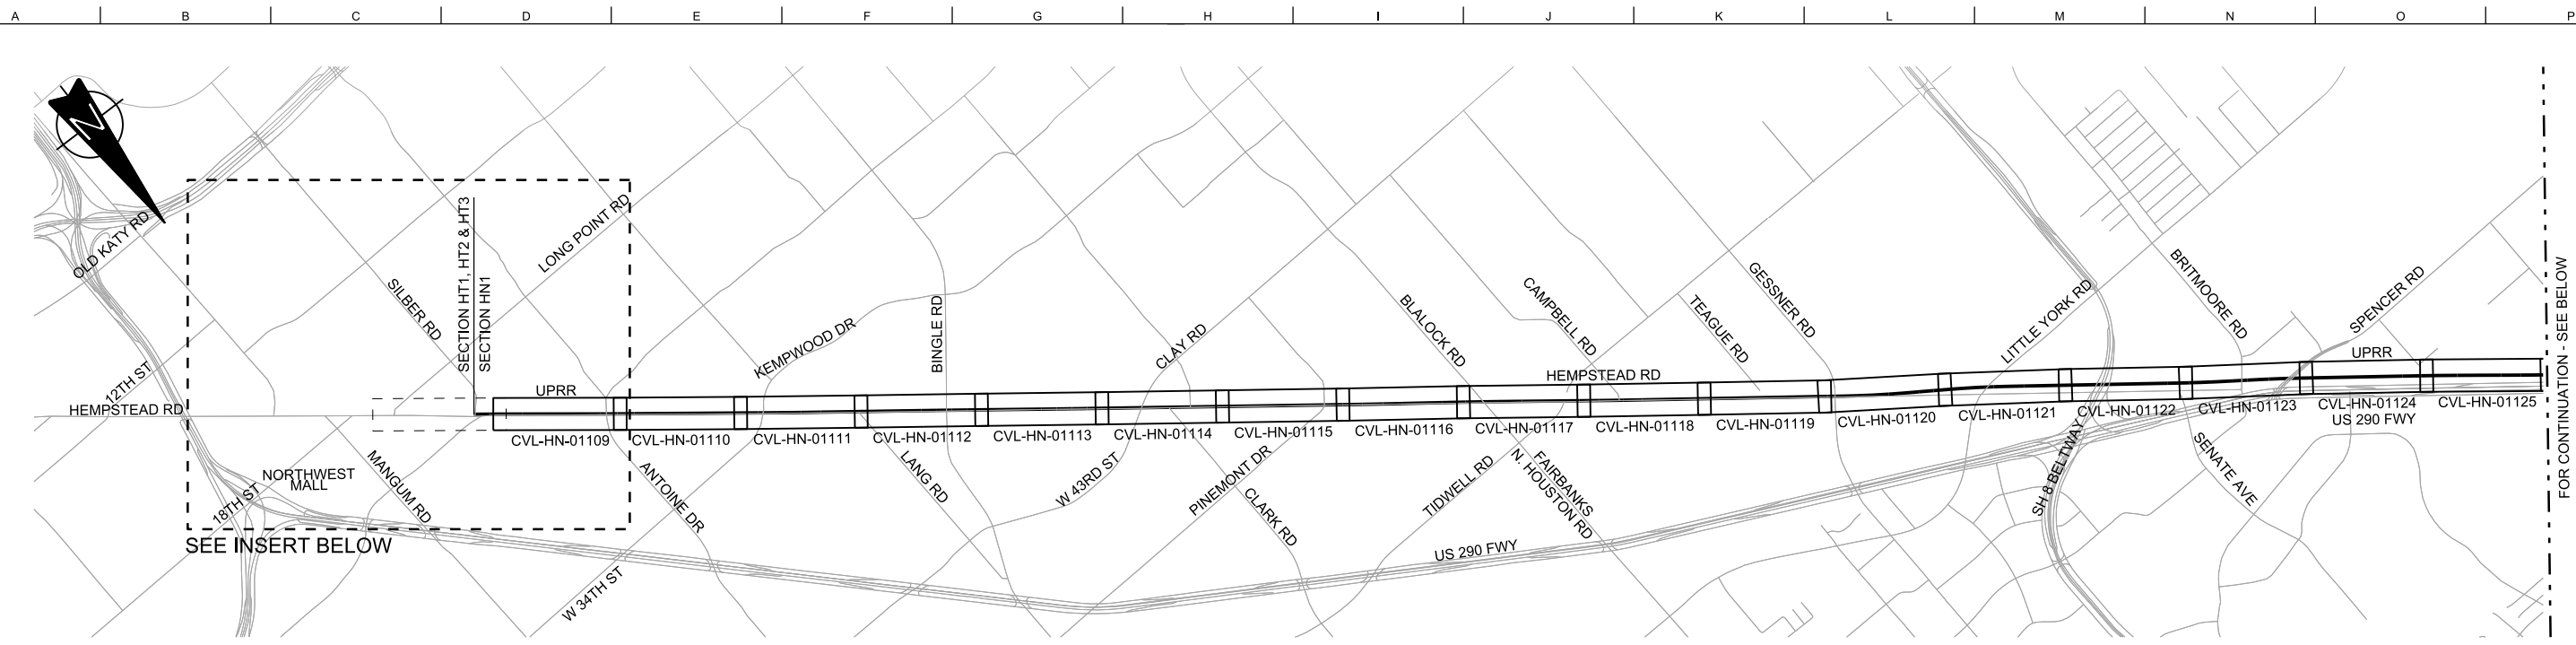 A B C D E F G H I J K L M N O P
N
OLD KATY RD
12TH ST
HEMPSTEAD RD
18TH ST
NORTHWEST
MALL
SEE INSERT BELOW
SILBER RD
MANGUM RD
SECTION HT1, HT2 & HT3
SECTION HN1
LONG POINT RD
UPRR
ANTOINE DR
W 34TH ST
KEMPWOOD DR
BINGLE RD
LANG RD
W 43RD ST
CLAY RD
PINEMONT DR
CLARK RD
BLALOCK RD
TIDWELL RD
US 290 FWY
FAIRBANKS
N. HOUSTON RD
CAMPBELL RD
HEMPSTEAD RD
TEAGUE RD
GESSNER RD
LITTLE YORK RD
SH 8 BELTWAY
BRITMOORE RD
SENATE AVE
SPENCER RD
UPRR
CVL-HN-01109
CVL-HN-01110
CVL-HN-01111
CVL-HN-01112
CVL-HN-01113
CVL-HN-01114
CVL-HN-01115
CVL-HN-01116
CVL-HN-01117
CVL-HN-01118
CVL-HN-01119
CVL-HN-01120
CVL-HN-01121
CVL-HN-01122
CVL-HN-01123
CVL-HN-01124
CVL-HN-01125
US 290 FWY
FOR CONTINUATION - SEE BELOW